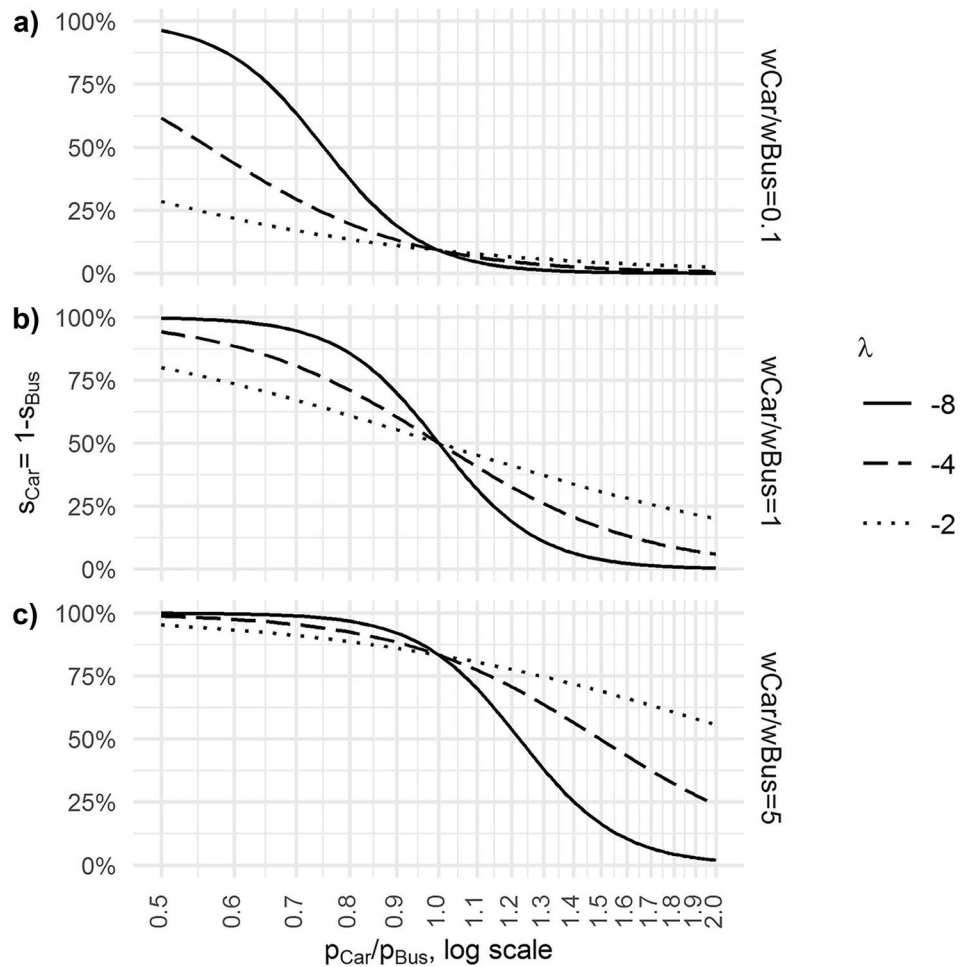 a)
100%
75%
50%
25%
0%
wCar/wBus=0.1
b)
100%
75%
50%
25%
0%
wCar/wBus=1
c)
100%
75%
50%
25%
0%
wCar/wBus=5
sCar= 1-sBus
0.5 0.6 0.7 0.8 0.9 1.0 1.1 1.2 1.3 1.4 1.5 1.6 1.7 1.8 1.9 2.0
pCar/pBus, log scale
λ
-8
-4
-2